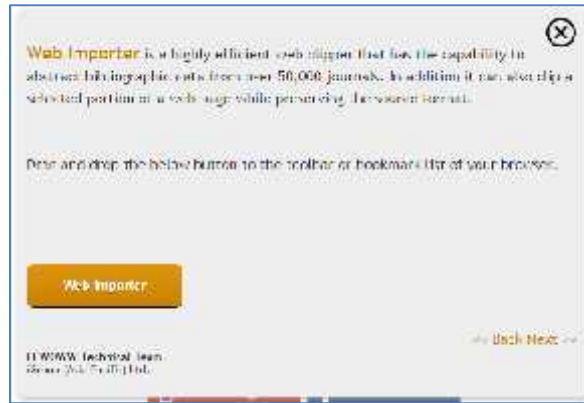 Web Importer is a highly efficient web clipper that has the capability to
abstract bibliographic data from over 50,000 journals. In addition it can also clip a
selected portion of a web page while preserving the source format.
Drag and drop the below button to the toolbar or bookmark list of your browser.
Web Importer
<< Back Next >>
Technical Team